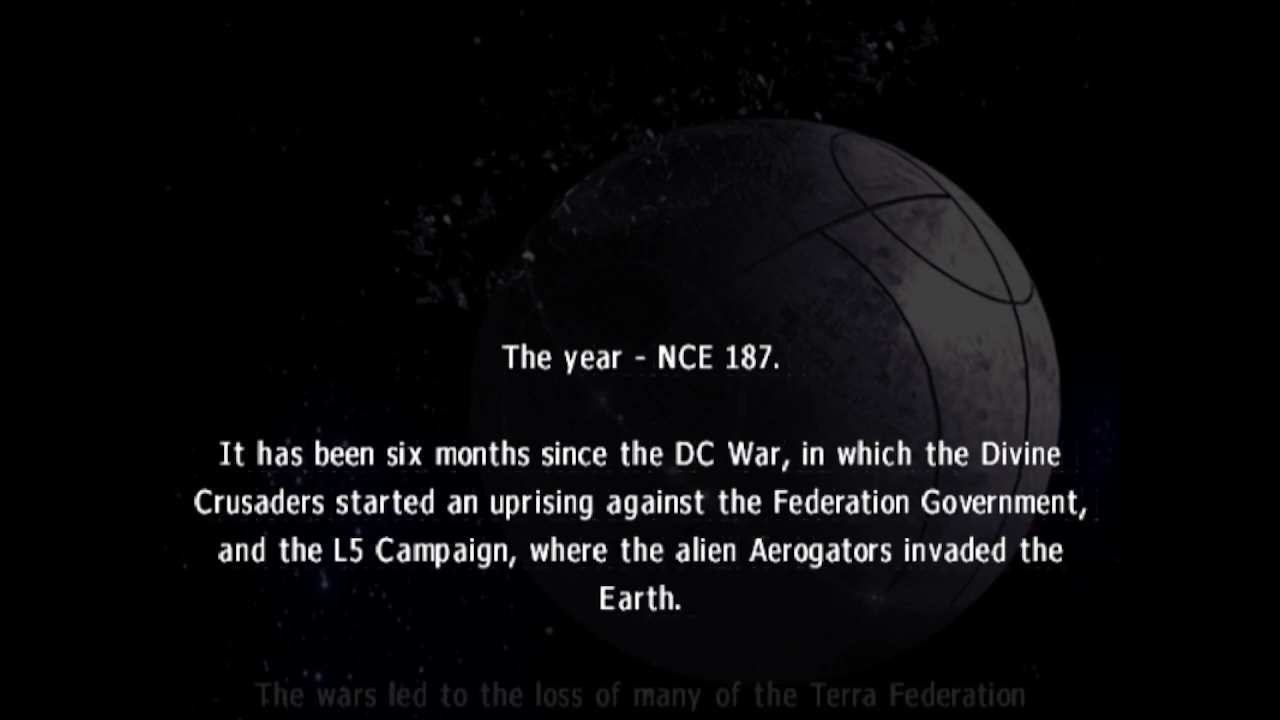 The year - NCE 187.
It has been six months since the DC War, in which the Divine
Crusaders started an uprising against the Federation Government,
and the L5 Campaign, where the alien Aerogators invaded the
Earth.
The wars led to the loss of many of the Terra Federation